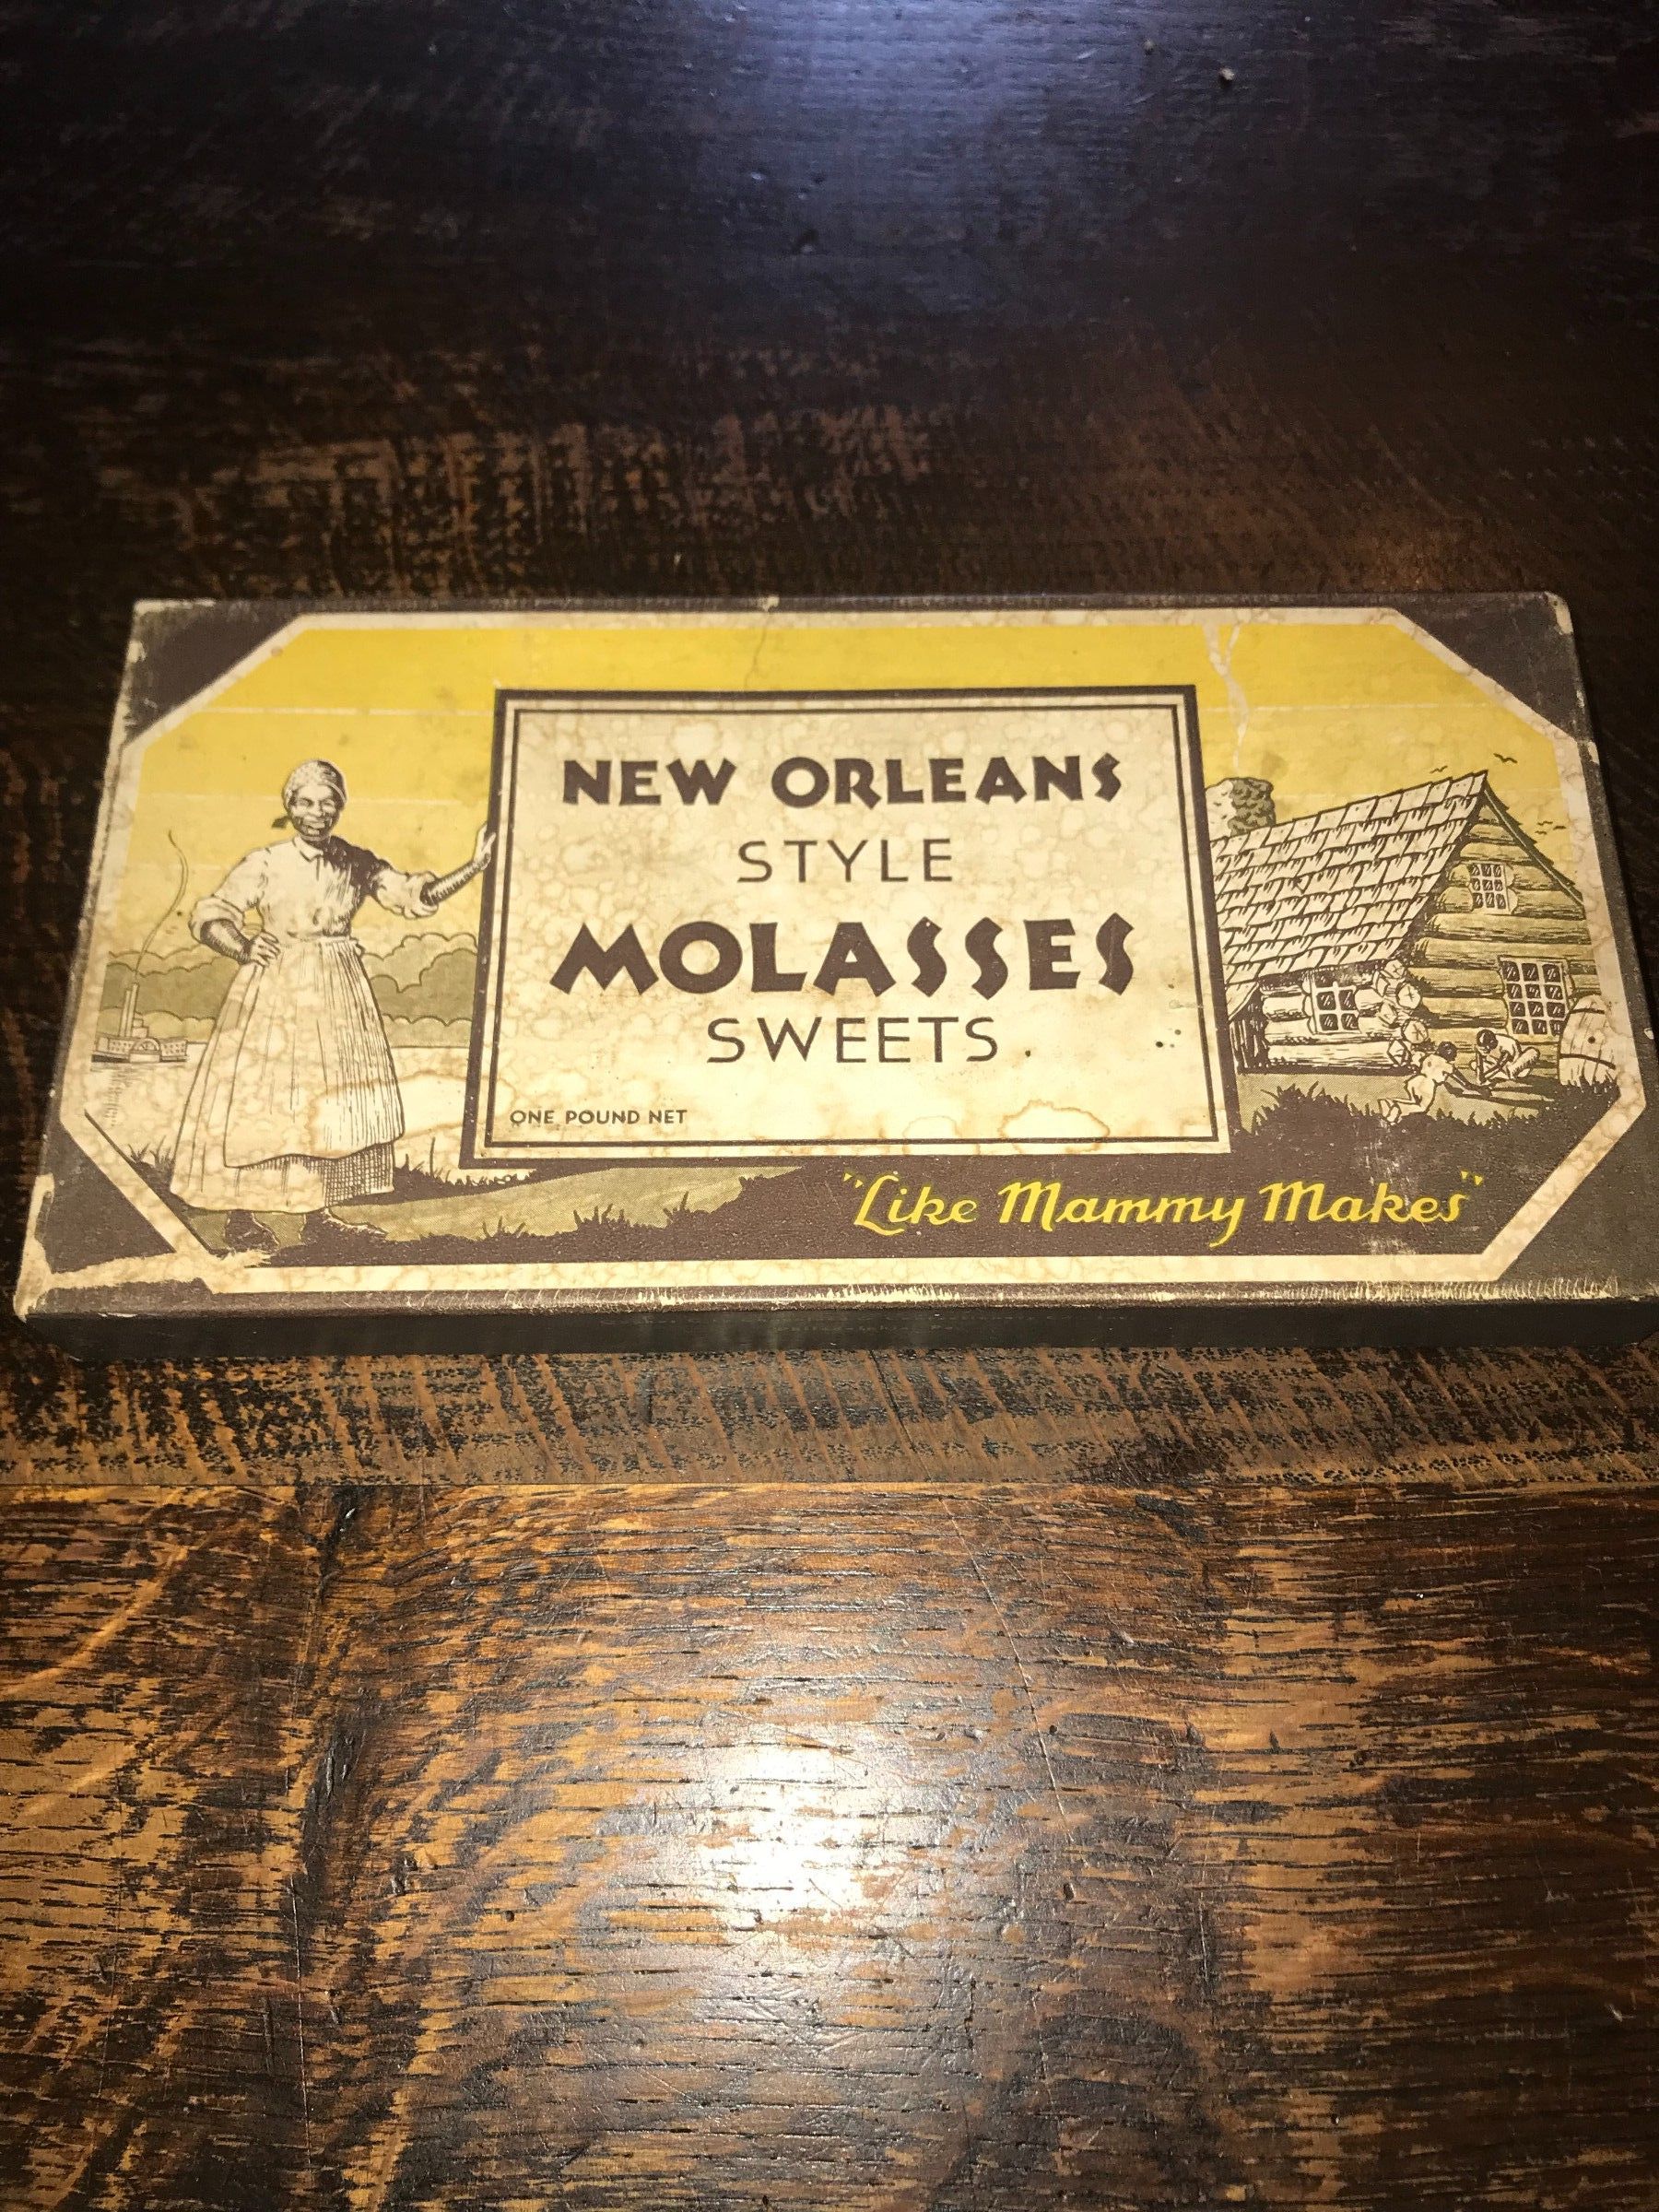 NEW ORLEANS
STYLE
MOLASSES
SWEETS
ONE POUND NET
"Like Mammy Makes"